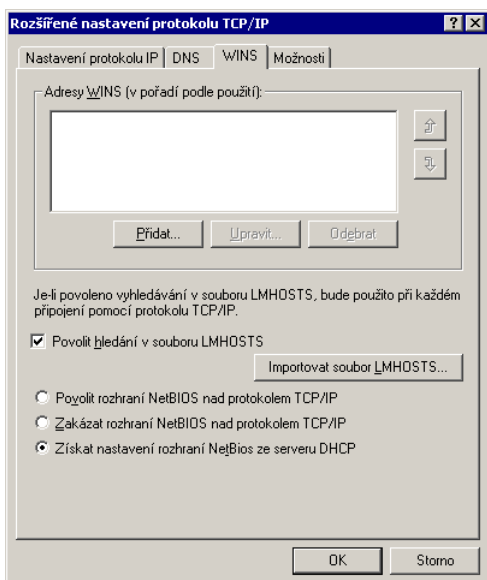 Rozšířené nastavení protokolu TCP/IP
Nastavení protokolu IP DNS WINS Možnosti
Adresy WINS (v pořadí podle použití):
Přidat... Upravit... Odebrat
Je-li povoleno vyhledávání v souboru LMHOSTS, bude použito při každém
připojení pomocí protokolu TCP/IP.
Povolit hledání v souboru LMHOSTS
Importovat soubor LMHOSTS...
Povolit rozhraní NetBIOS nad protokolem TCP/IP
Zakázat rozhraní NetBIOS nad protokolem TCP/IP
Získat nastavení rozhraní NetBios ze serveru DHCP
OK Storno